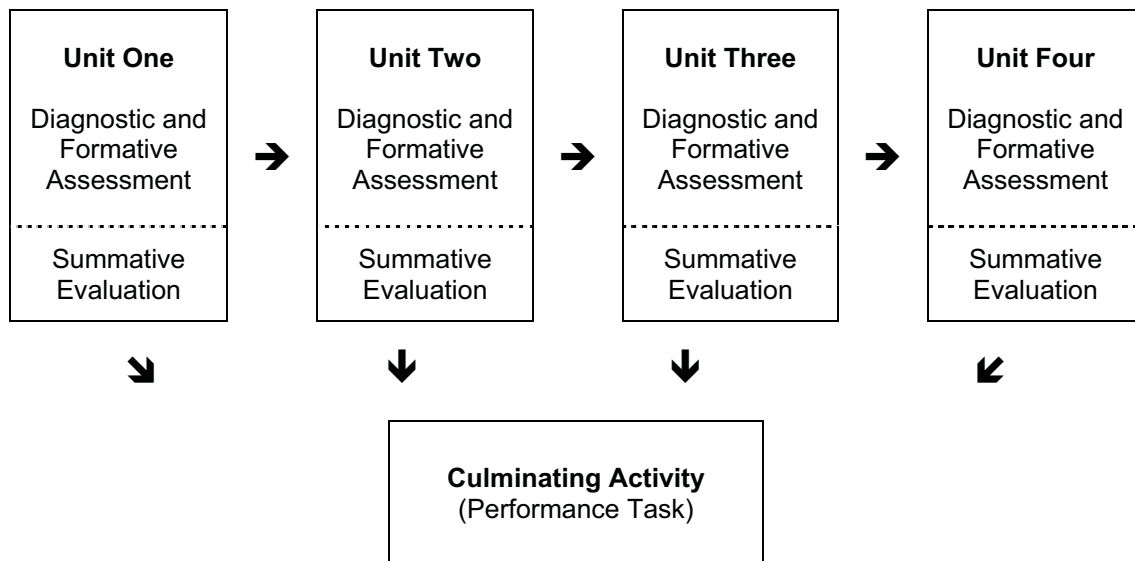 Unit One
Diagnostic and
Formative
Assessment
Summative
Evaluation
Unit Two
Diagnostic and
Formative
Assessment
Summative
Evaluation
Unit Three
Diagnostic and
Formative
Assessment
Summative
Evaluation
Unit Four
Diagnostic and
Formative
Assessment
Summative
Evaluation
Culminating Activity
(Performance Task)